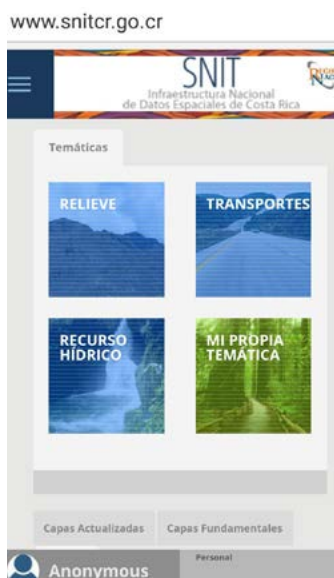 www.snitcr.go.cr
SNIT
Infraestructura Nacional
de Datos Espaciales de Costa Rica
Temáticas
RELIEVE
TRANSPORTES
RECURSO
HÍDRICO
MI PROPIA
TEMÁTICA
Capas Actualizadas
Capas Fundamentales
Anonymous
Personal